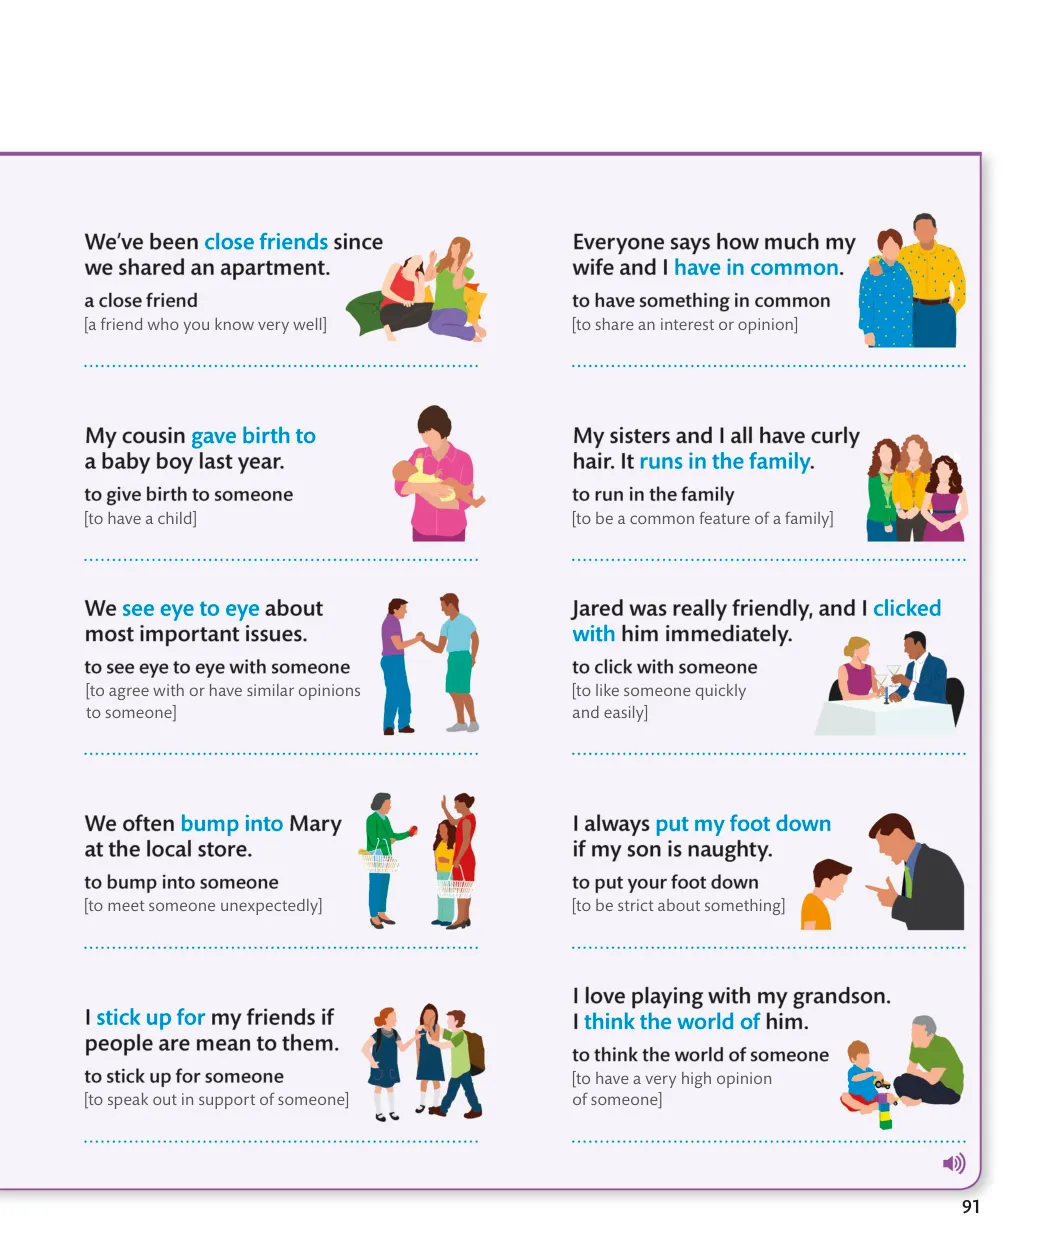 We've been close friends since
we shared an apartment.
a close friend
[a friend who you know very well]
My cousin gave birth to
a baby boy last year.
to give birth to someone
[to have a child]
We see eye to eye about
most important issues.
to see eye to eye with someone
[to agree with or have similar opinions
to someone]
We often bump into Mary
at the local store.
to bump into someone
[to meet someone unexpectedly]
I stick up for my friends if
people are mean to them.
to stick up for someone
[to speak out in support of someone]
Everyone says how much my
wife and I have in common.
to have something in common
[to share an interest or opinion]
My sisters and I all have curly
hair. It runs in the family.
to run in the family
[to be a common feature of a family]
Jared was really friendly, and I clicked
with him immediately.
to click with someone
[to like someone quickly
and easily]
I always put my foot down
if my son is naughty.
to put your foot down
[to be strict about something]
I love playing with my grandson.
I think the world of him.
to think the world of someone
[to have a very high opinion
of someone]
91